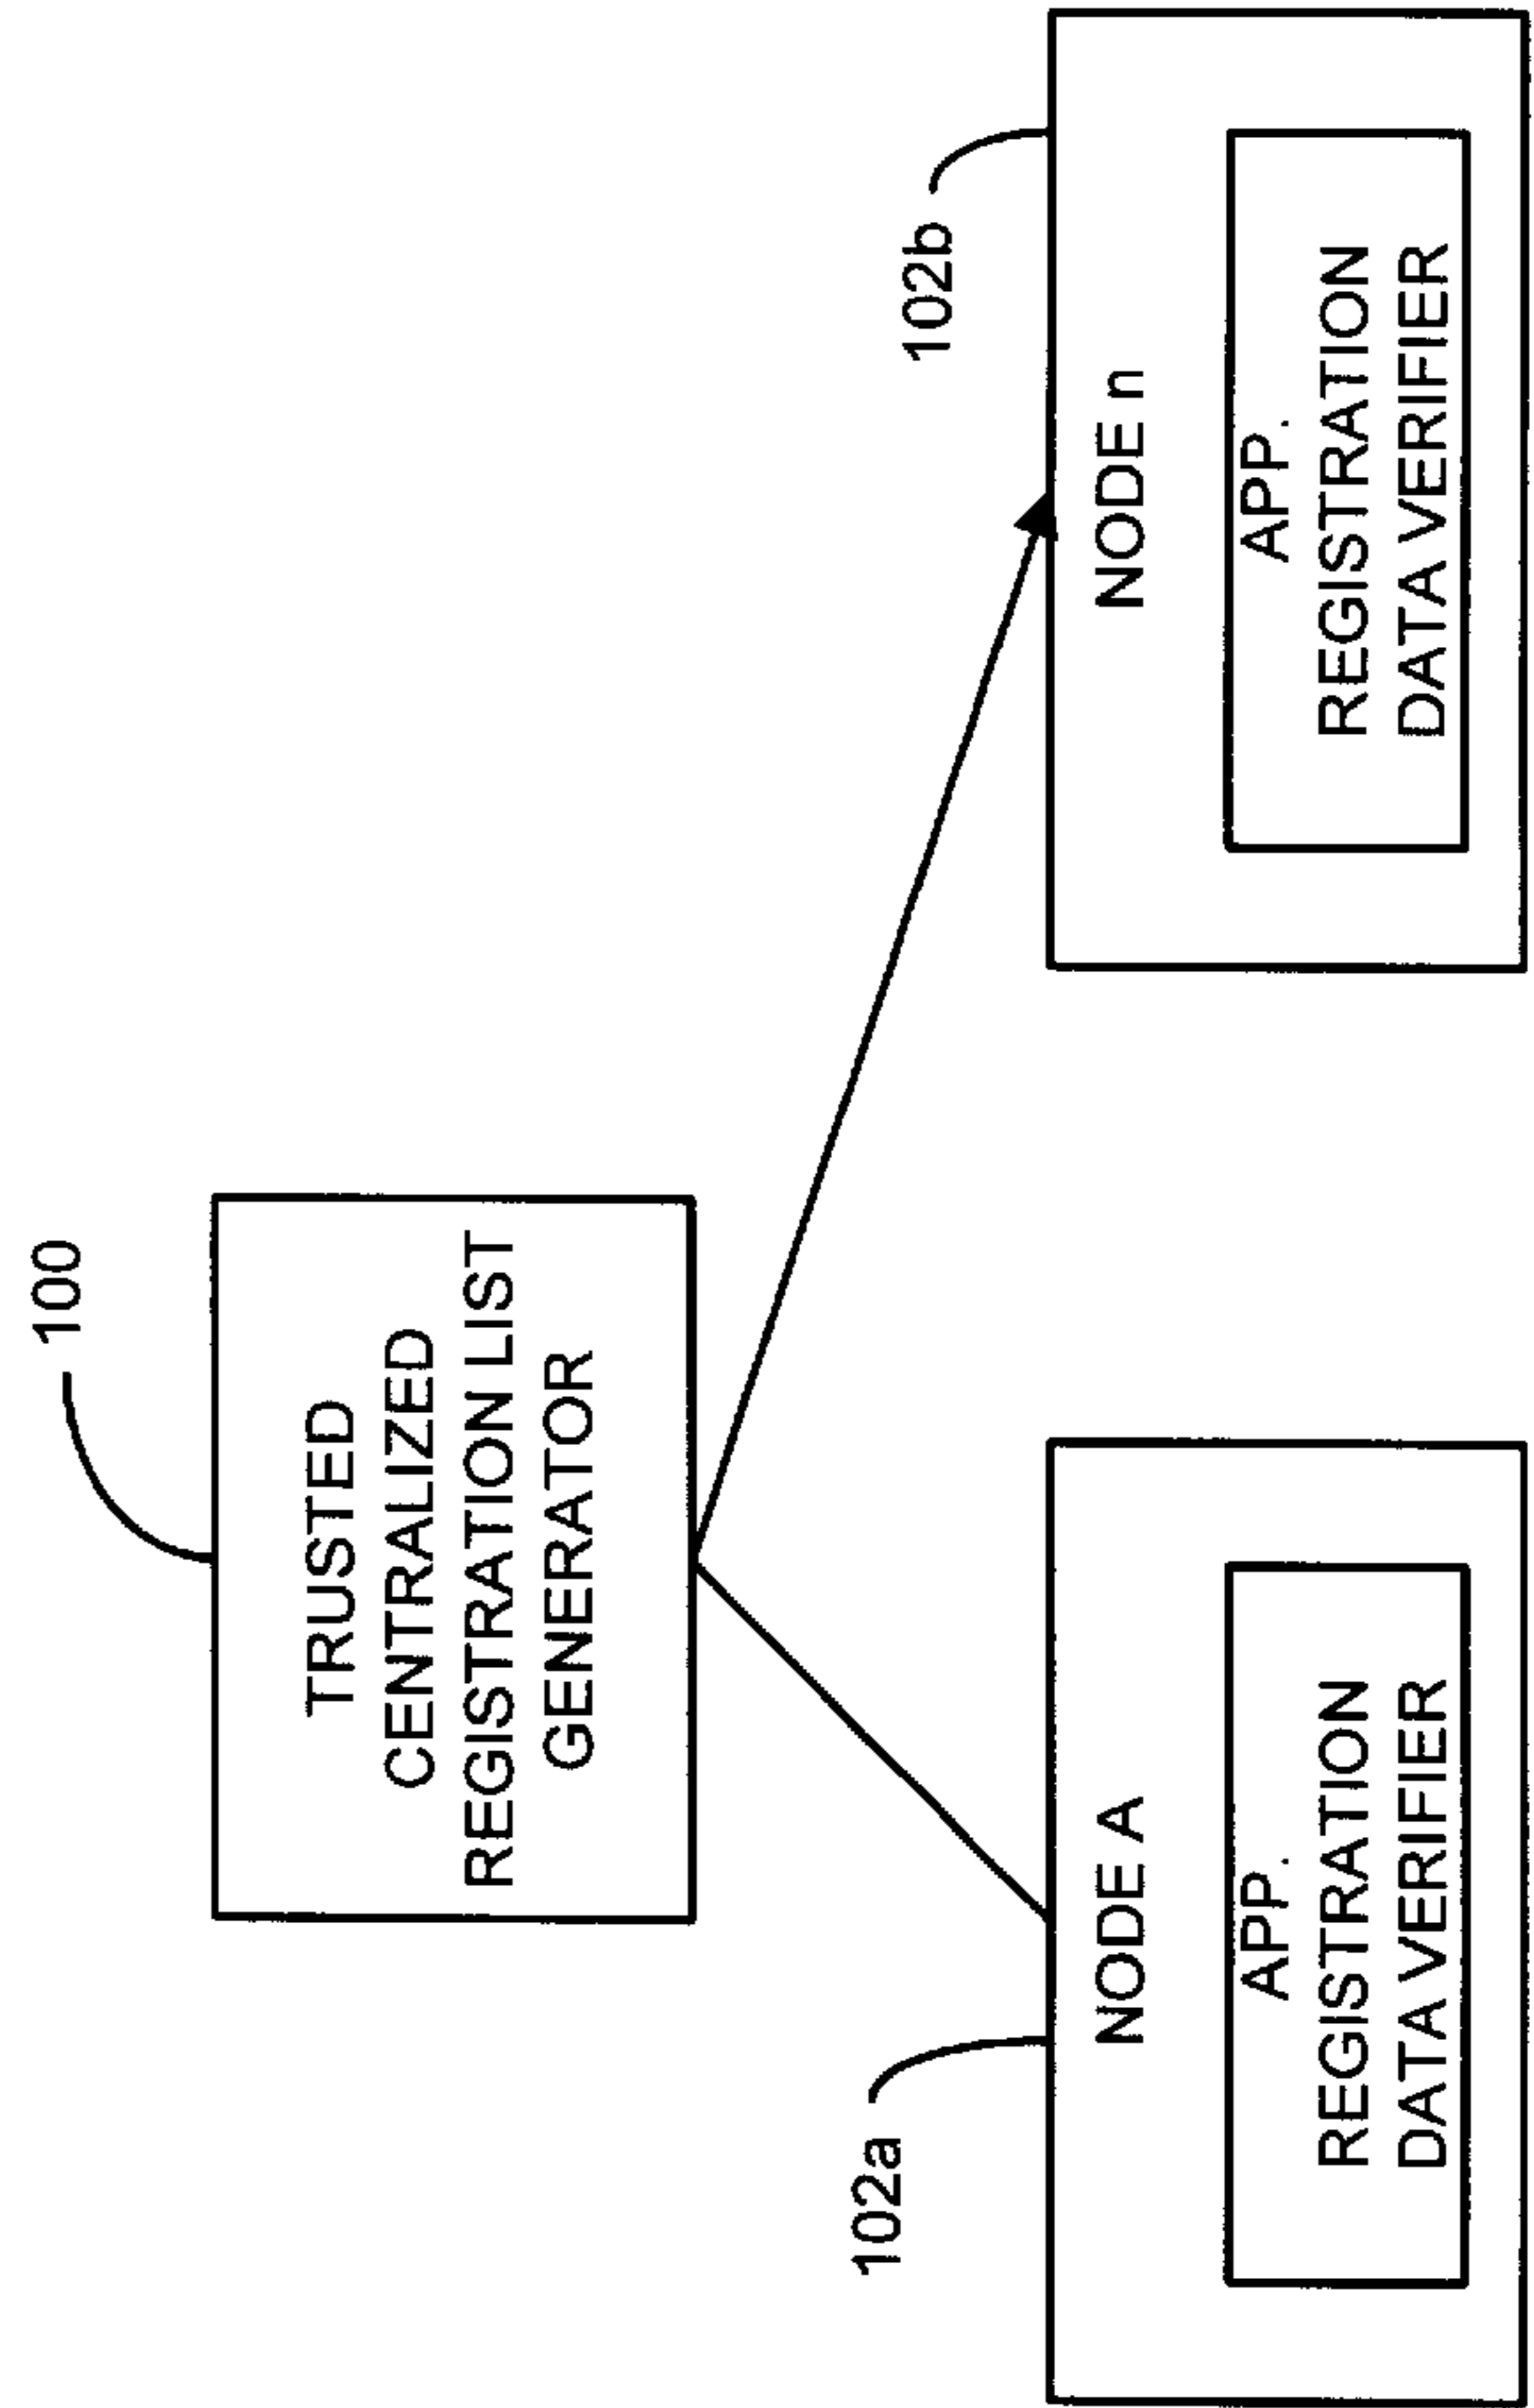 100
TRUSTED
CENTRALIZED
REGISTRATION LIST
GENERATOR
102a
NODE A
APP.
REGISTRATION
DATA VERIFIER
102b
NODE n
APP.
REGISTRATION
DATA VERIFIER